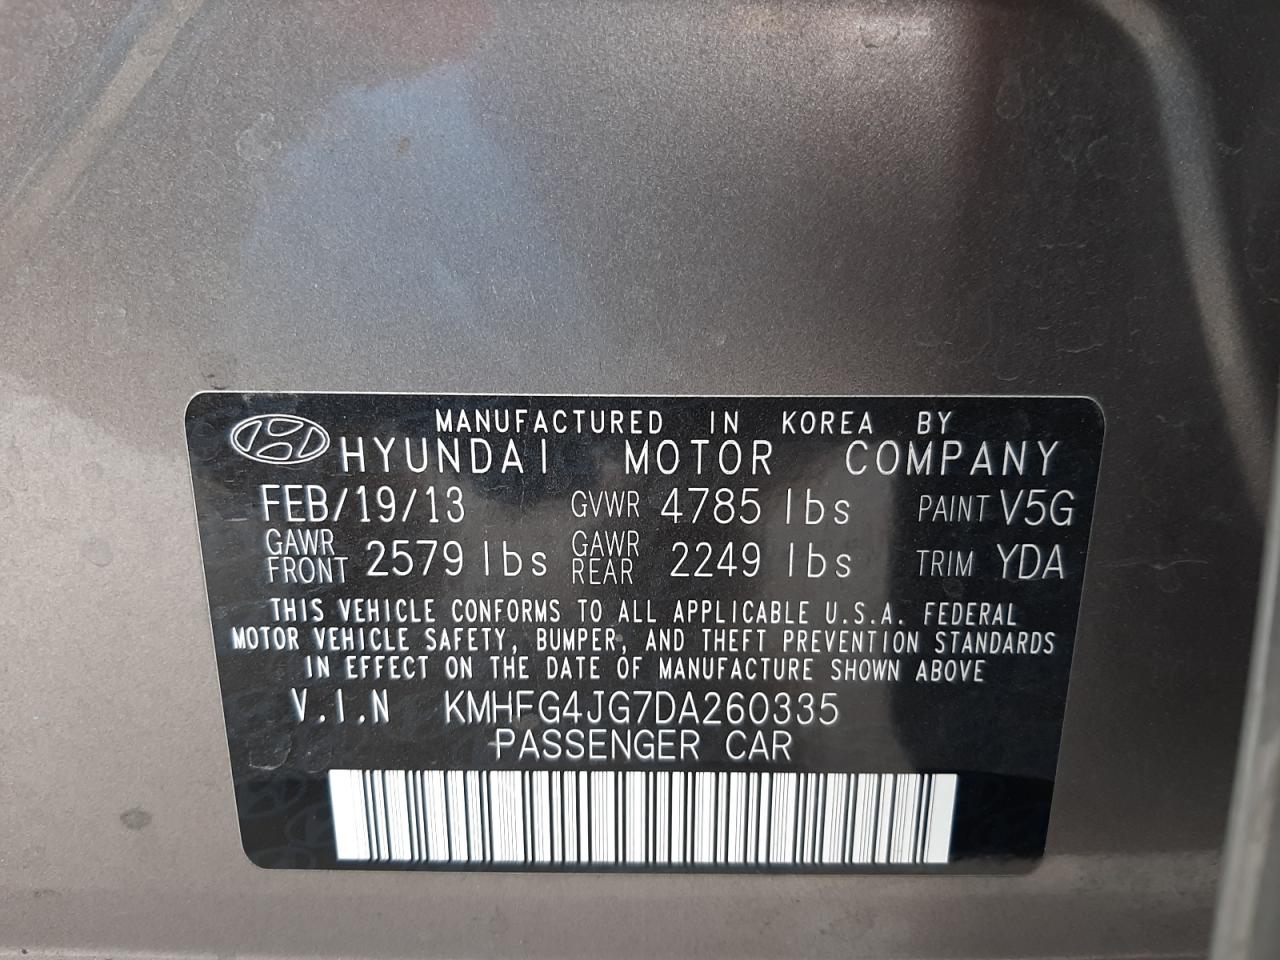 MANUFACTURED IN KOREA BY
HYUNDAI MOTOR COMPANY
FEB/19/13 GVWR 4785 lbs PAINT V5G
GAWR FRONT 2579 lbs GAWR REAR 2249 lbs TRIM YDA
THIS VEHICLE CONFORMS TO ALL APPLICABLE U.S.A. FEDERAL
MOTOR VEHICLE SAFETY, BUMPER, AND THEFT PREVENTION STANDARDS
IN EFFECT ON THE DATE OF MANUFACTURE SHOWN ABOVE
V.I.N KMHFG4JG7DA260335
PASSENGER CAR